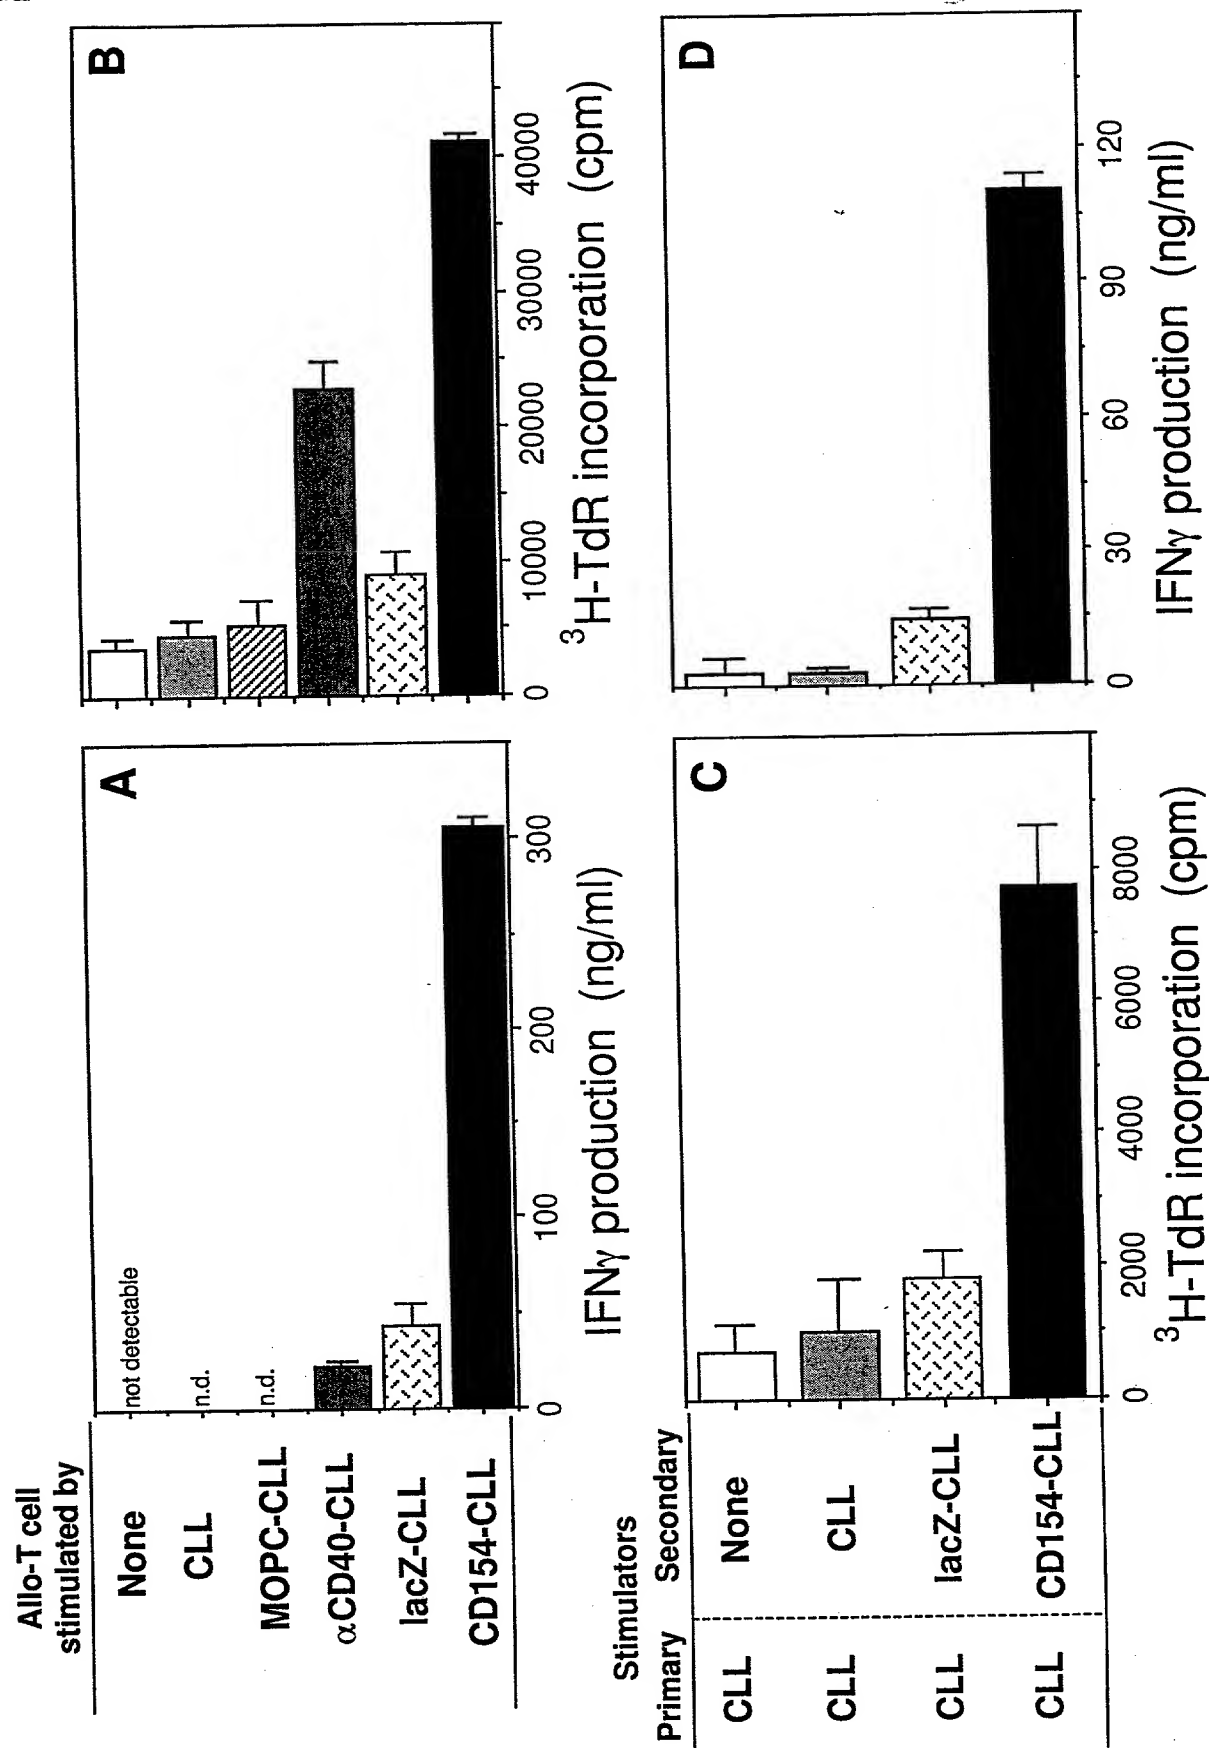 Allo-T cell
stimulated by
None
CLL
MOPC-CLL
αCD40-CLL
lacZ-CLL
CD154-CLL
A
not detectable
n.d.
n.d.
0 100 200 300
IFNγ production (ng/ml)
B
0 10000 20000 30000 40000
³H-TdR incorporation (cpm)
Stimulators
Primary Secondary
CLL None
CLL CLL
CLL lacZ-CLL
CLL CD154-CLL
C
0 2000 4000 6000 8000
³H-TdR incorporation (cpm)
D
0 30 60 90 120
IFNγ production (ng/ml)